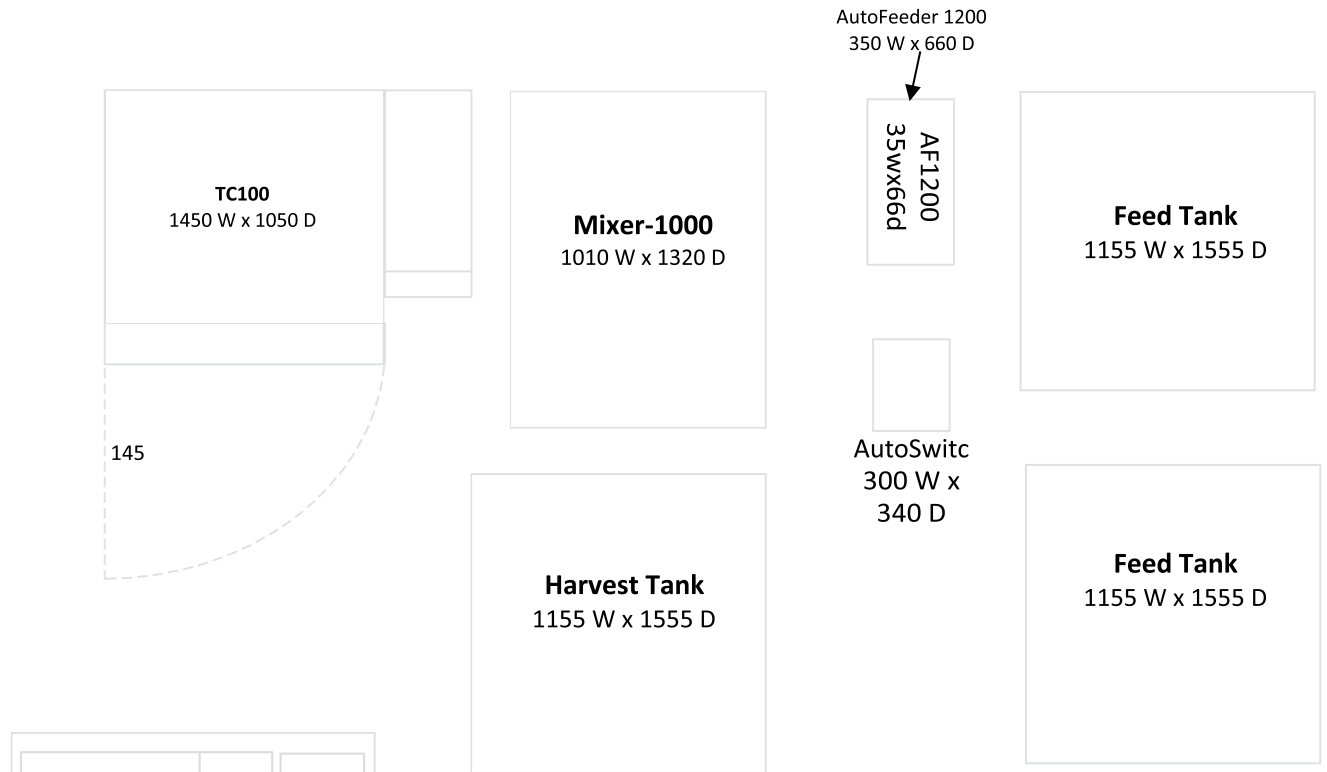 AutoFeeder 1200
350 W x 660 D
AF1200
35wx66d
TC100
1450 W x 1050 D
Mixer-1000
1010 W x 1320 D
Feed Tank
1155 W x 1555 D
145
AutoSwitc
300 W x
340 D
Harvest Tank
1155 W x 1555 D
Feed Tank
1155 W x 1555 D